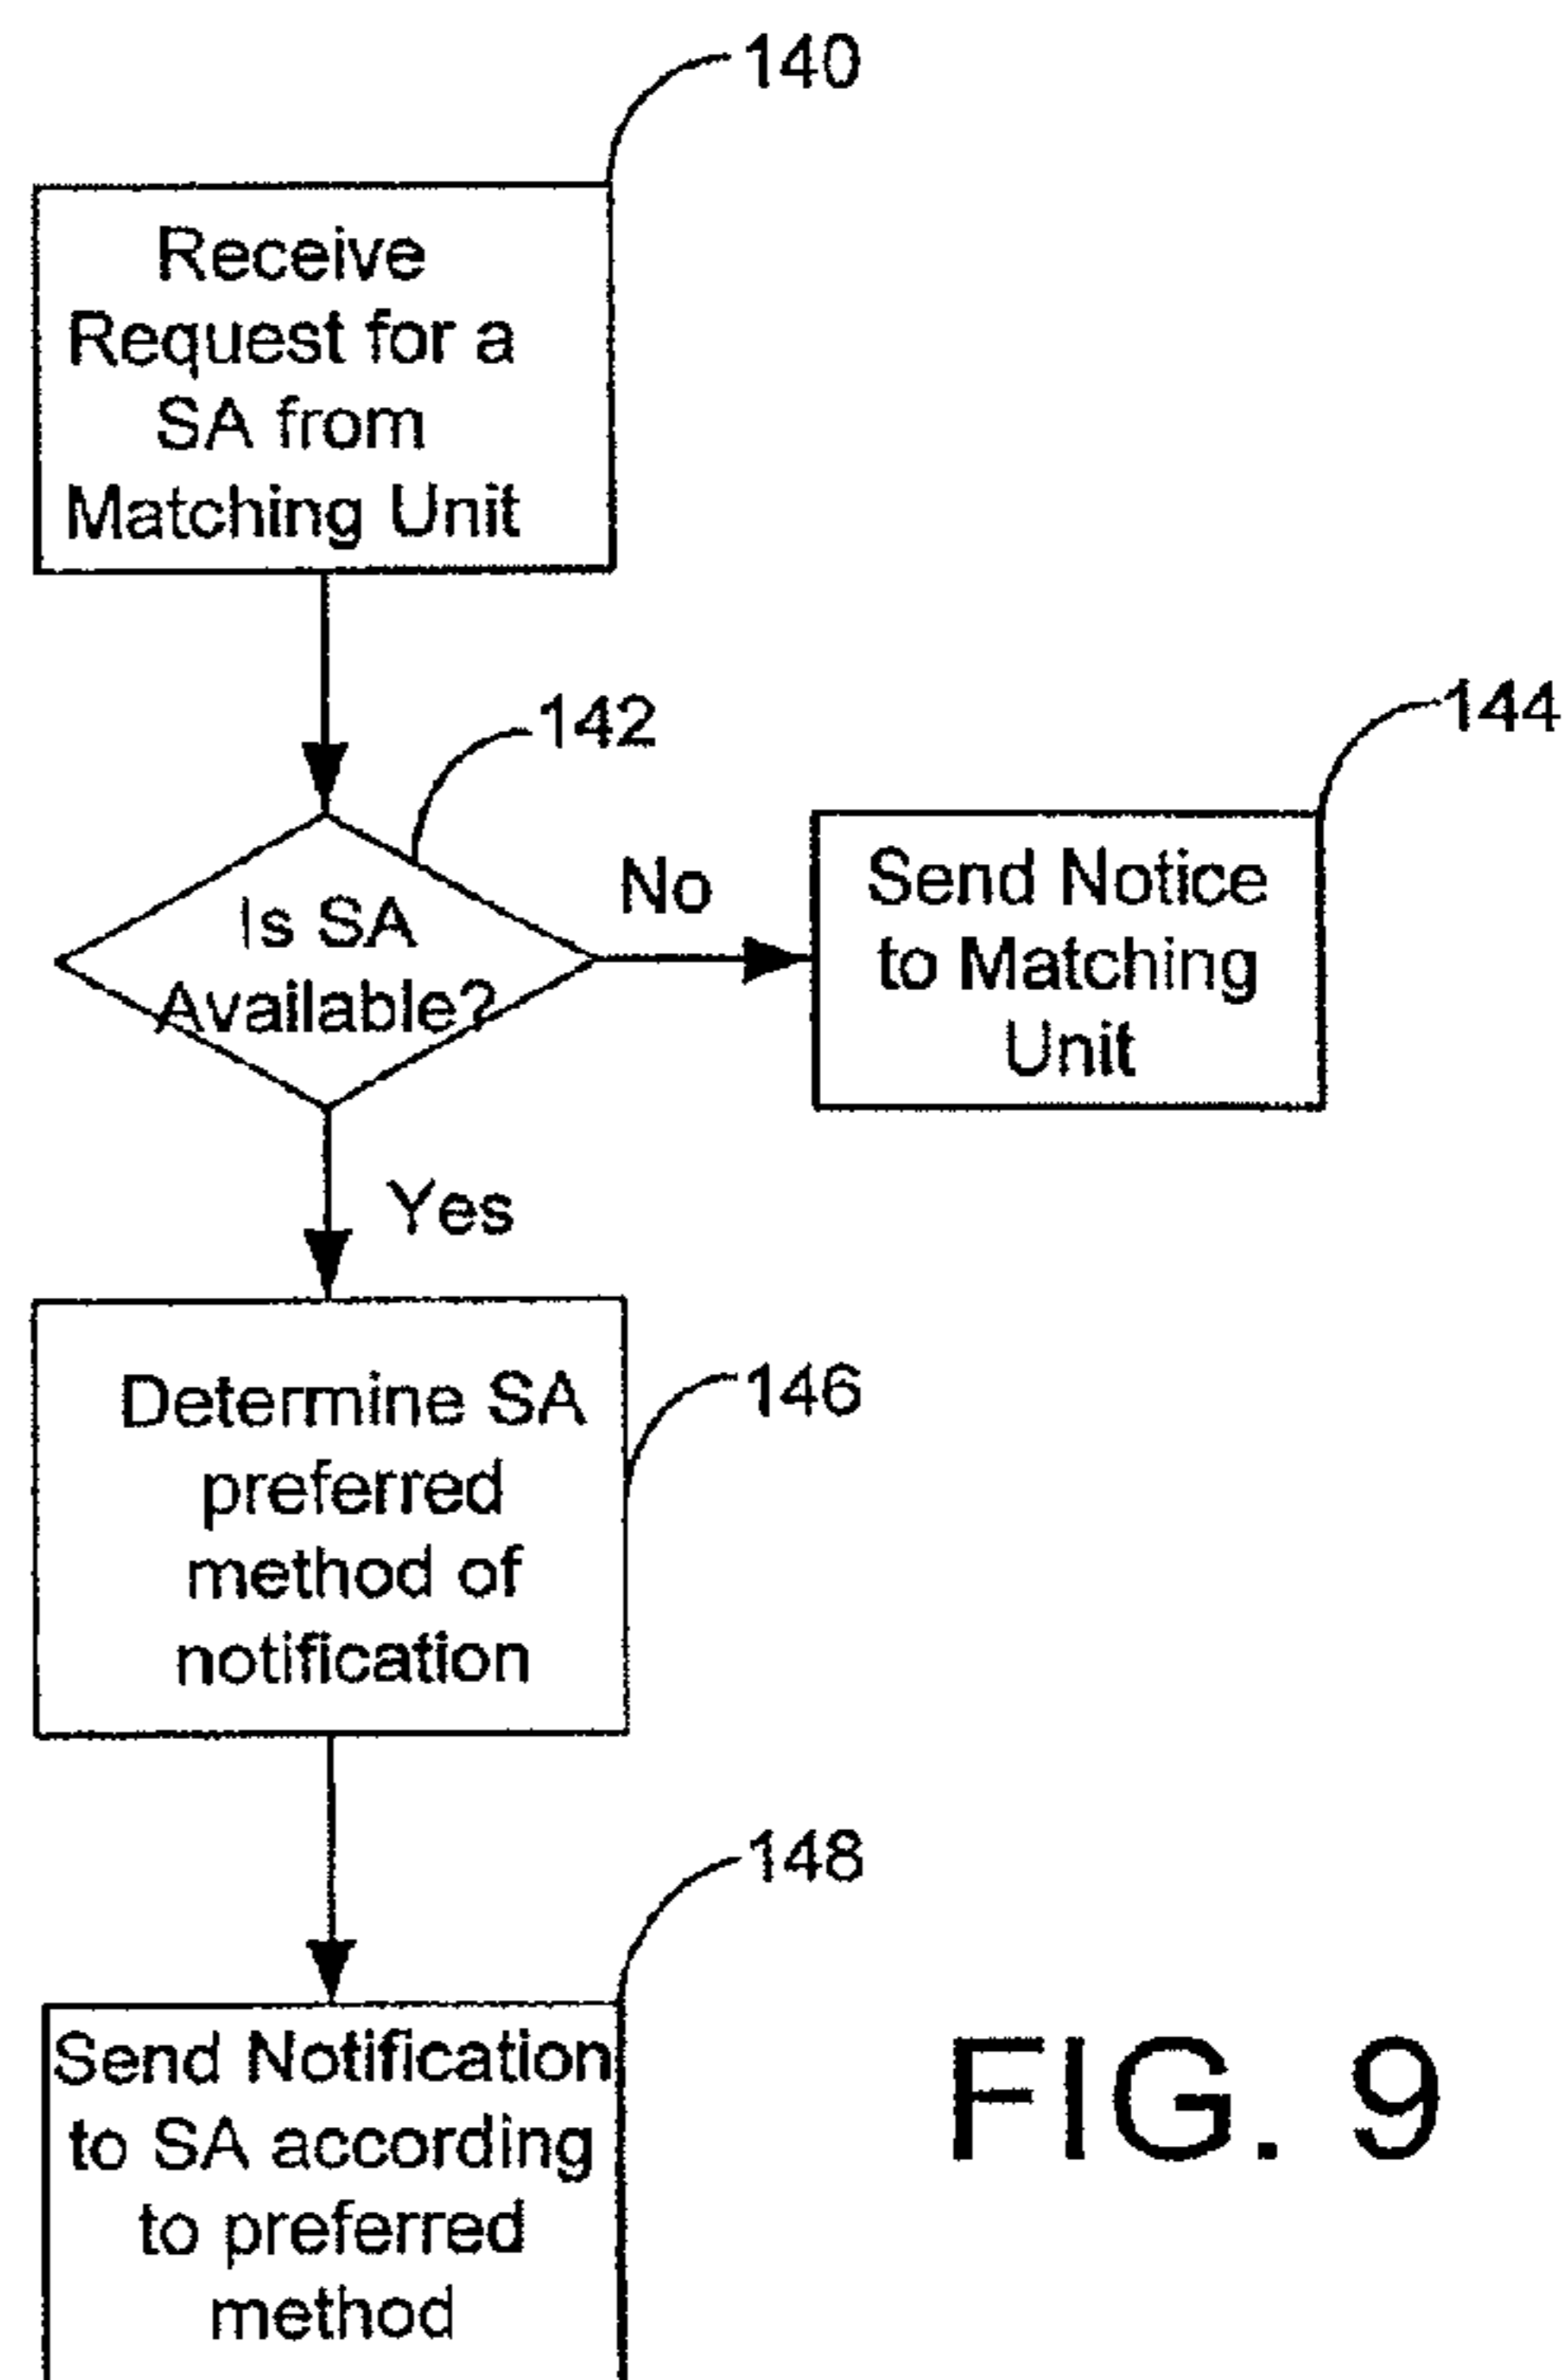 140
Receive
Request for a
SA from
Matching Unit
142
Is SA
Available?
No
144
Send Notice
to Matching
Unit
Yes
146
Determine SA
preferred
method of
notification
148
Send Notification
to SA according
to preferred
method
FIG. 9